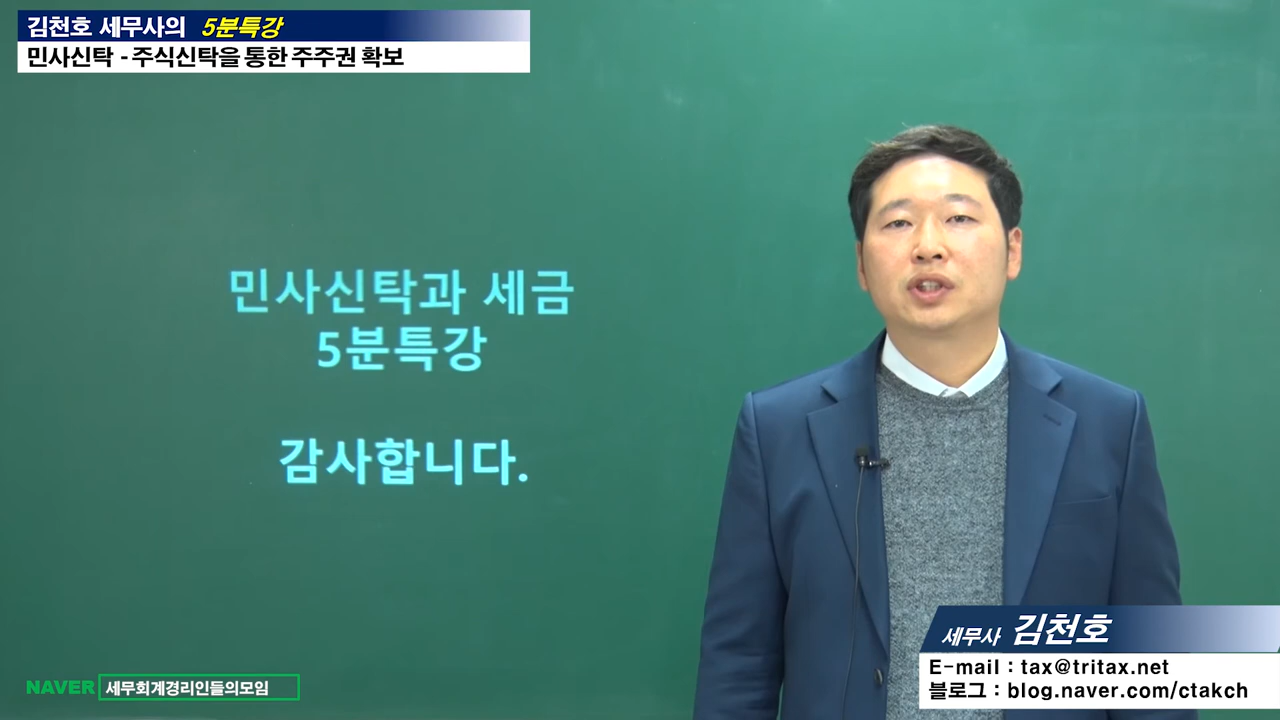 김천호 세무사의 5분특강
민사신탁 - 주식신탁을 통한 주주권 확보
민사신탁과 세금
5분특강
감사합니다.
세무사 김천호
E-mail : tax@tritax.net
블로그 : blog.naver.com/ctakch
NAVER 세무회계경리인들의모임